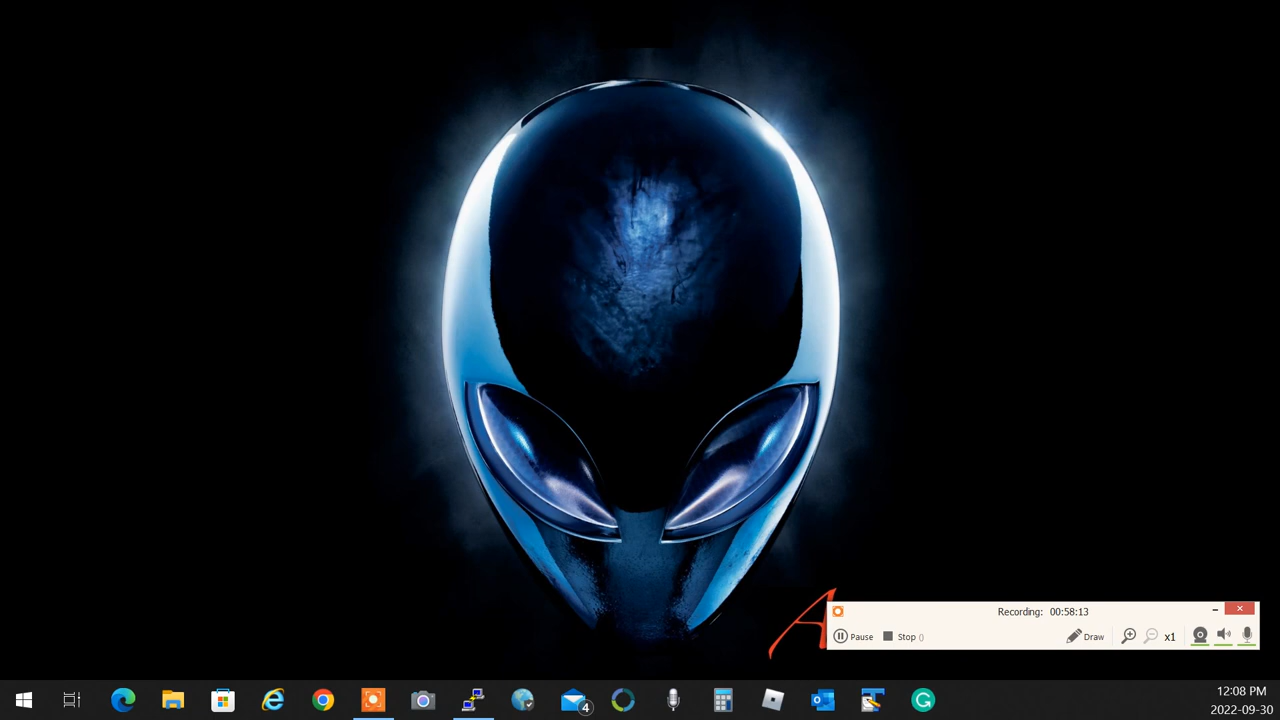 A
Recording: 00:58:13
Pause Stop () Draw x1
4
12:08 PM
2022-09-30